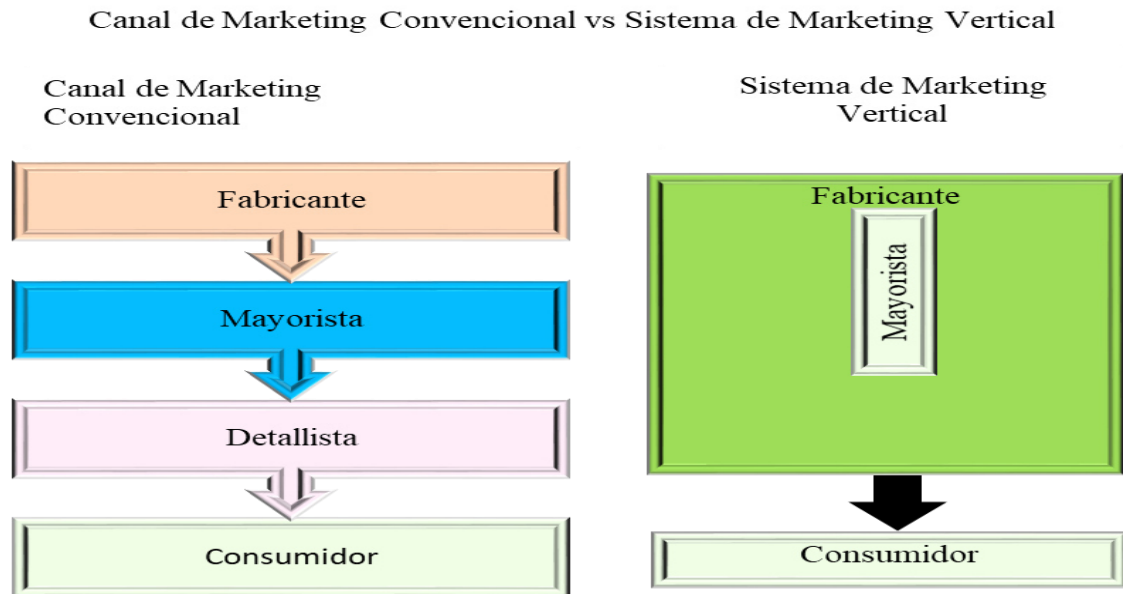 Canal de Marketing Convencional vs Sistema de Marketing Vertical
Canal de Marketing
Convencional
Fabricante
Mayorista
Detallista
Consumidor
Sistema de Marketing
Vertical
Fabricante
Mayorista
Consumidor